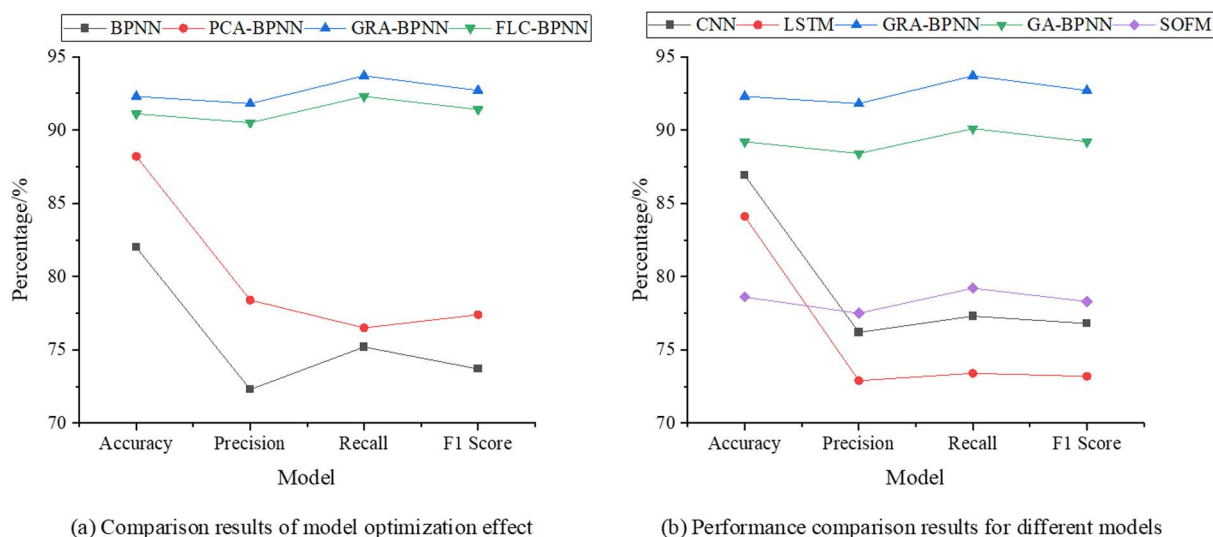 BPNN PCA-BPNN GRA-BPNN FLC-BPNN
95
90
85
80
75
70
Percentage/%
Accuracy Precision Recall F1 Score
Model
(a) Comparison results of model optimization effect
CNN LSTM GRA-BPNN GA-BPNN SOFM
95
90
85
80
75
70
Percentage/%
Accuracy Precision Recall F1 Score
Model
(b) Performance comparison results for different models